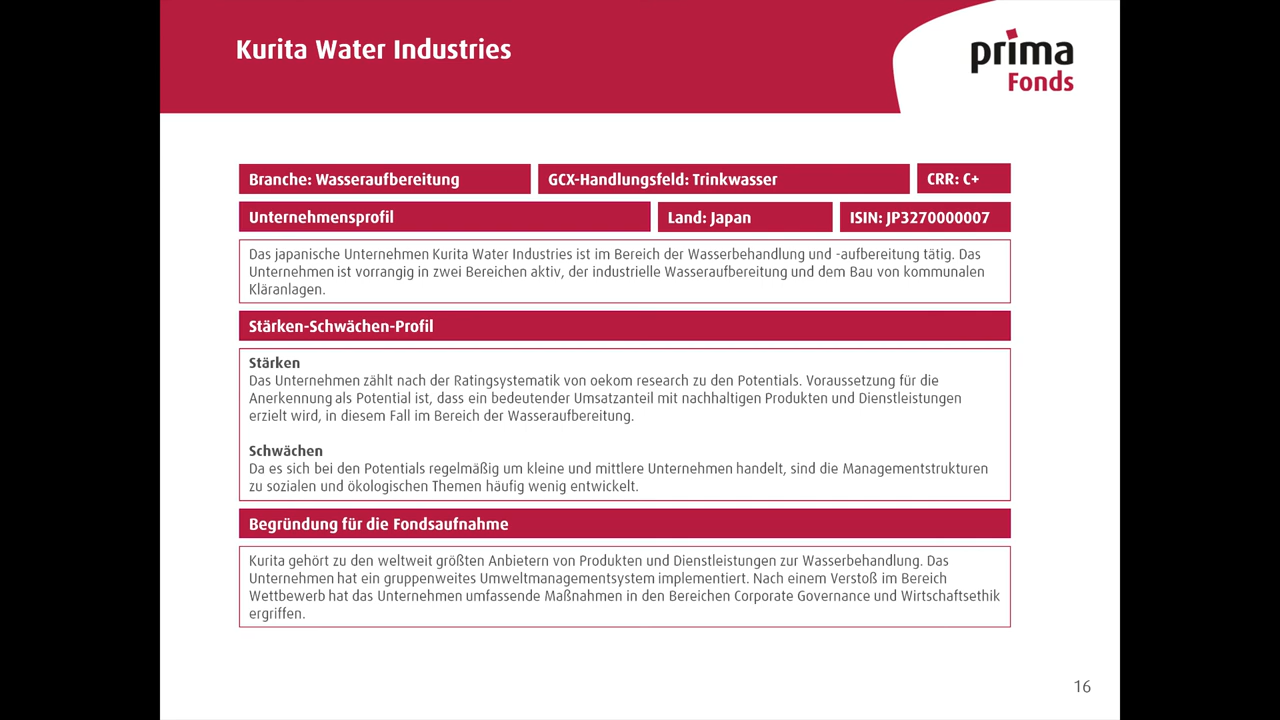 Kurita Water Industries
prima
Fonds
Branche: Wasseraufbereitung
GCX-Handlungsfeld: Trinkwasser
CRR: C+
Unternehmensprofil
Land: Japan
ISIN: JP3270000007
Das japanische Unternehmen Kurita Water Industries ist im Bereich der Wasserbehandlung und -aufbereitung tätig. Das
Unternehmen ist vorrangig in zwei Bereichen aktiv, der industrielle Wasseraufbereitung und dem Bau von kommunalen
Kläranlagen.
Stärken-Schwächen-Profil
Stärken
Das Unternehmen zählt nach der Ratingsystematik von oekom research zu den Potentials. Voraussetzung für die
Anerkennung als Potential ist, dass ein bedeutender Umsatzanteil mit nachhaltigen Produkten und Dienstleistungen
erzielt wird, in diesem Fall im Bereich der Wasseraufbereitung.
Schwächen
Da es sich bei den Potentials regelmäßig um kleine und mittlere Unternehmen handelt, sind die Managementstrukturen
zu sozialen und ökologischen Themen häufig wenig entwickelt.
Begründung für die Fondsaufnahme
Kurita gehört zu den weltweit größten Anbietern von Produkten und Dienstleistungen zur Wasserbehandlung. Das
Unternehmen hat ein gruppenweites Umweltmanagementsystem implementiert. Nach einem Verstoß im Bereich
Wettbewerb hat das Unternehmen umfassende Maßnahmen in den Bereichen Corporate Governance und Wirtschaftsethik
ergriffen.
16